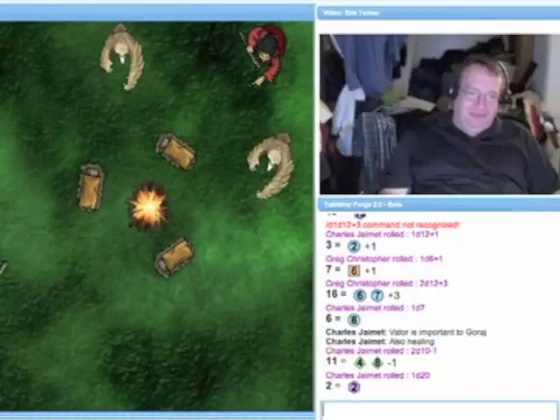 Video: Erik Tenkar
Tabletop Forge 2.3 - Beta
/d1d12+3 command not recognized!
Charles Jaimet rolled : 1d12+1
3 = 2 +1
Greg Christopher rolled : 1d6+1
7 = 6 +1
Greg Christopher rolled : 2d12+3
16 = 6 7 +3
Charles Jaimet rolled : 1d7
6 = 6
Charles Jaimet: Valor is important to Goraj
Charles Jaimet: Also healing
Charles Jaimet rolled : 2d10-1
11 = 4 8 -1
Charles Jaimet rolled : 1d20
2 = 2